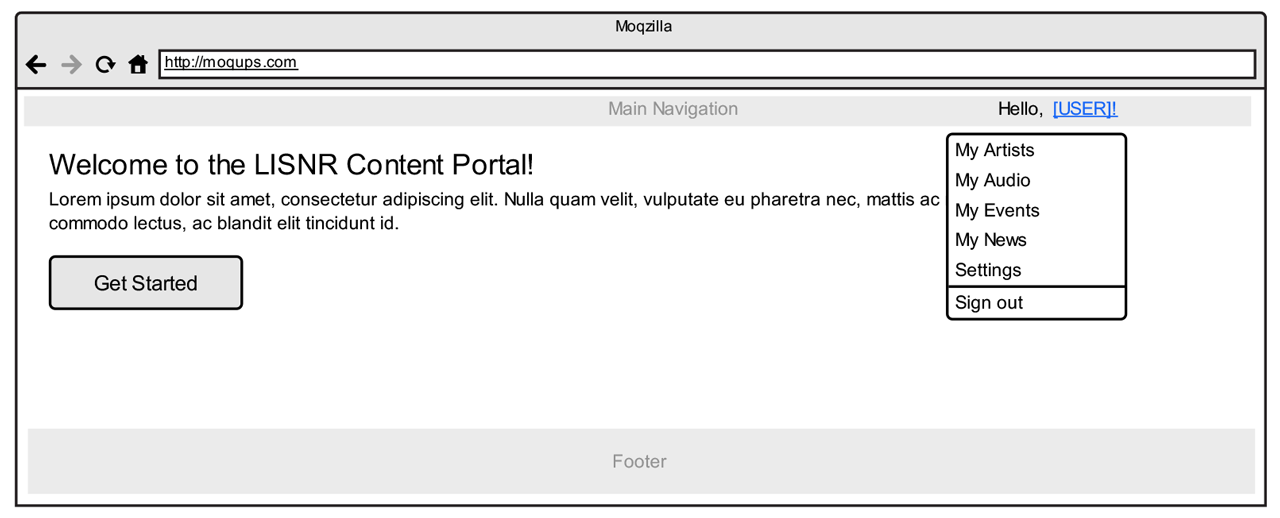 Moqzilla
http://moqups.com
Main Navigation
Hello, [USER]!
Welcome to the LISNR Content Portal!
Lorem ipsum dolor sit amet, consectetur adipiscing elit. Nulla quam velit, vulputate eu pharetra nec, mattis ac
commodo lectus, ac blandit elit tincidunt id.
Get Started
My Artists
My Audio
My Events
My News
Settings
Sign out
Footer